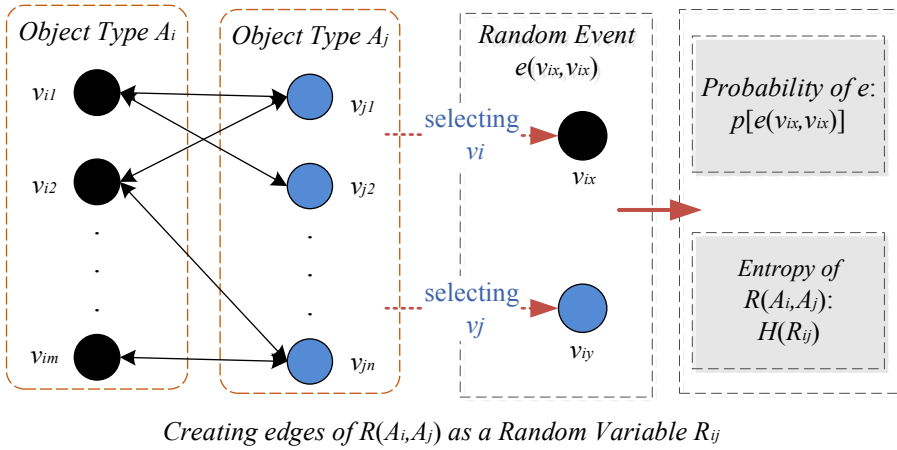 Object Type Ai
vi1
vi2
.
.
.
vim
Object Type Aj
vj1
vj2
.
.
.
vjn
selecting
vi
selecting
vj
Random Event
e(vix,vix)
vix
viy
Probability of e:
p[e(vix,vix)]
Entropy of
R(Ai,Aj):
H(Rij)
Creating edges of R(Ai,Aj) as a Random Variable Rij